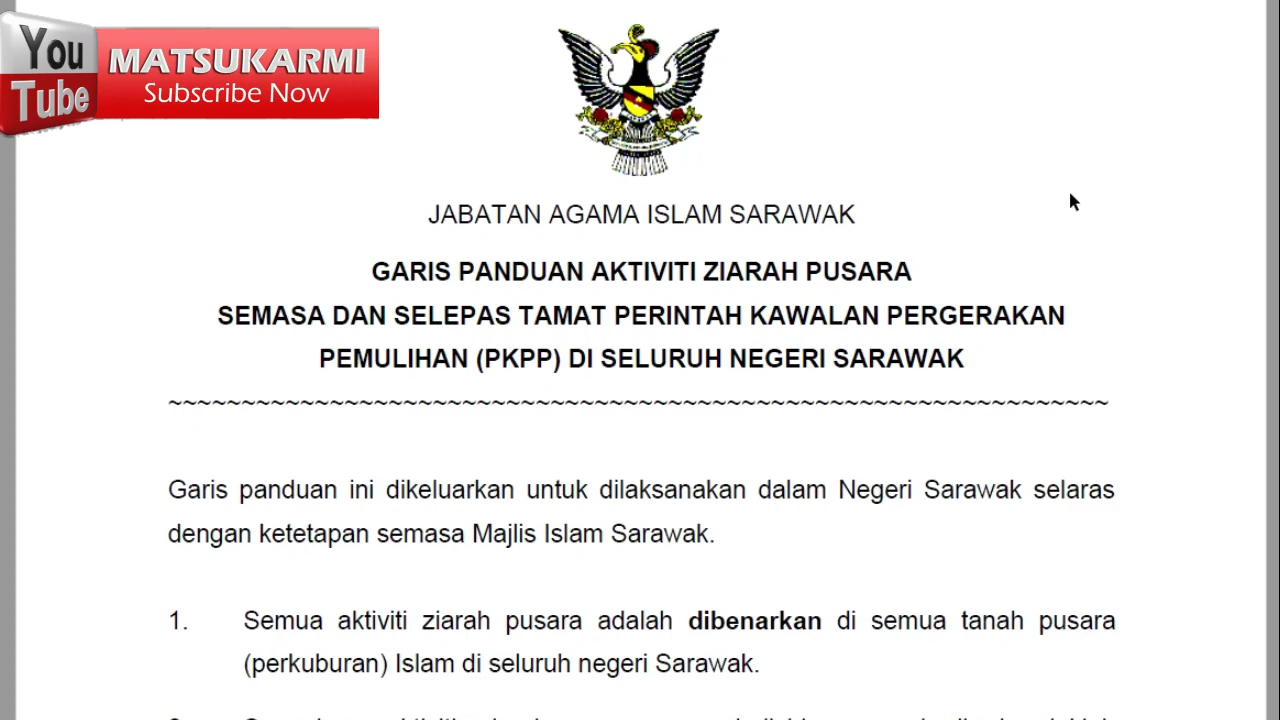 You
Tube
MATSUKARMI
Subscribe Now
JABATAN AGAMA ISLAM SARAWAK
GARIS PANDUAN AKTIVITI ZIARAH PUSARA
SEMASA DAN SELEPAS TAMAT PERINTAH KAWALAN PERGERAKAN
PEMULIHAN (PKPP) DI SELURUH NEGERI SARAWAK
~~~~~~~~~~~~~~~~~~~~~~~~~~~~~~~~~~~~~~~~~~~~~~~~~~~~~~~~~~~~~~~~~
Garis panduan ini dikeluarkan untuk dilaksanakan dalam Negeri Sarawak selaras
dengan ketetapan semasa Majlis Islam Sarawak.
1. Semua aktiviti ziarah pusara adalah dibenarkan di semua tanah pusara
(perkuburan) Islam di seluruh negeri Sarawak.